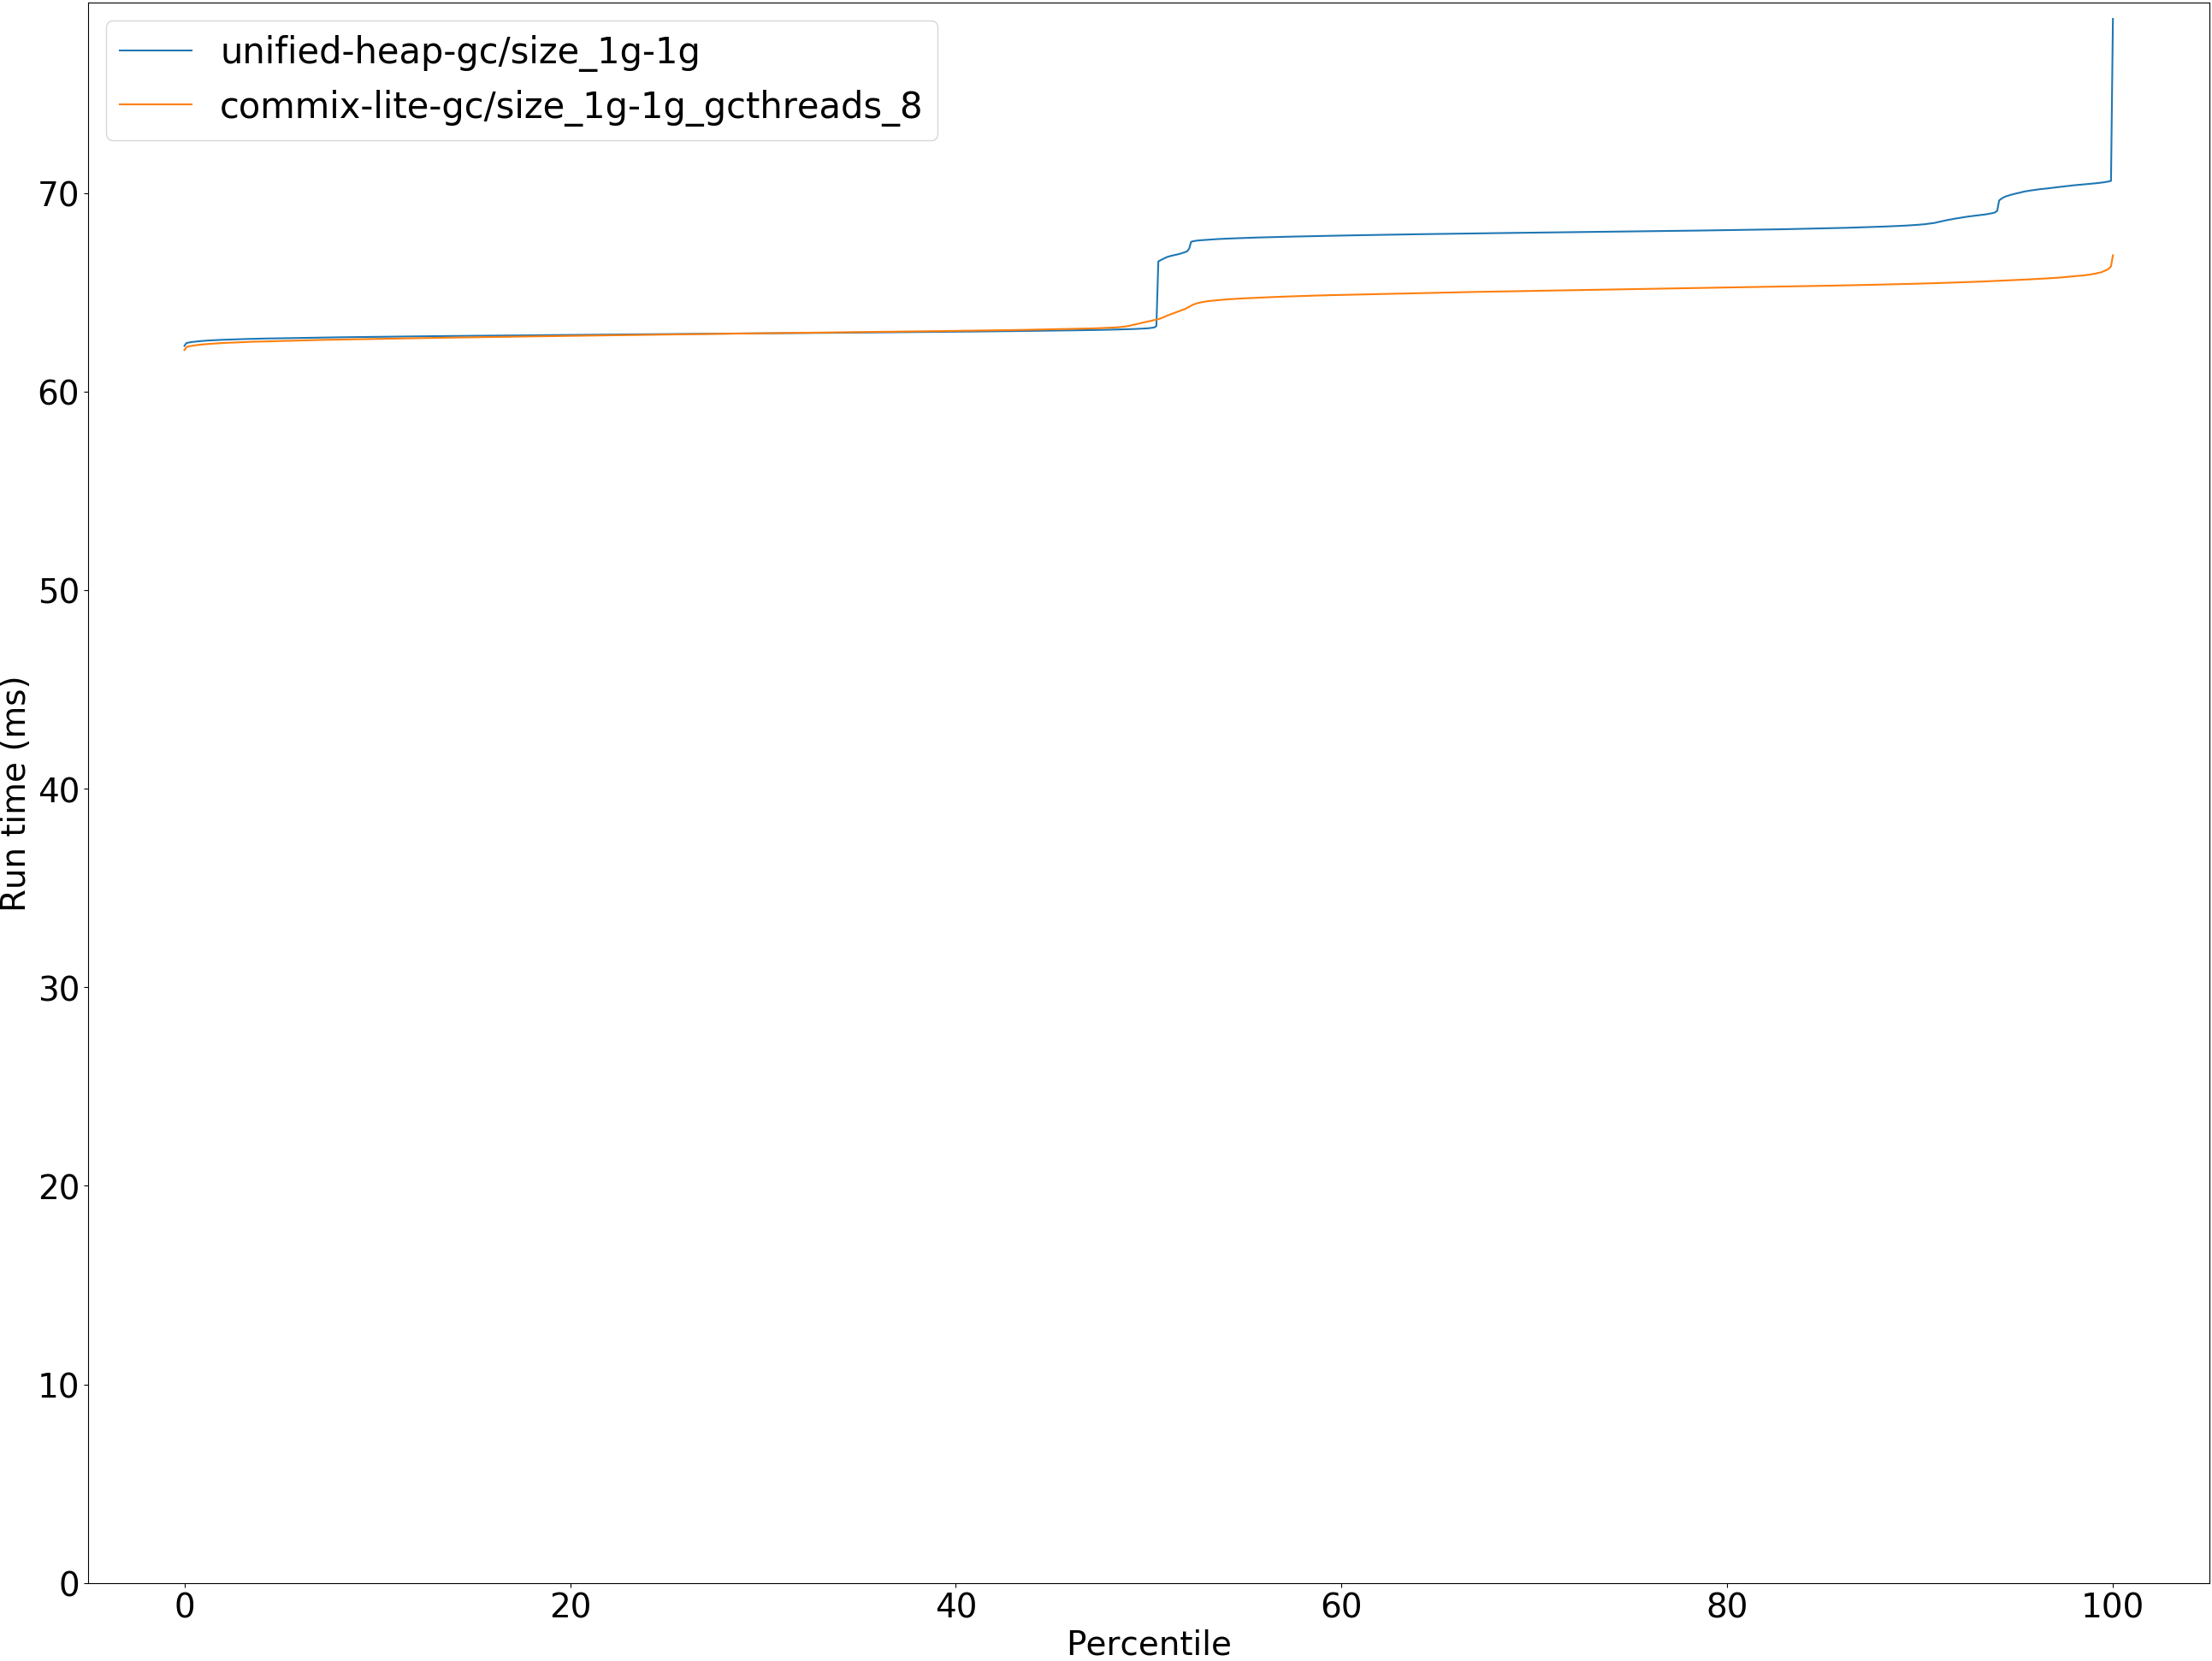 unified-heap-gc/size_1g-1g
commix-lite-gc/size_1g-1g_gcthreads_8
70
60
50
40
30
20
10
0
Run time (ms)
0 20 40 60 80 100
Percentile